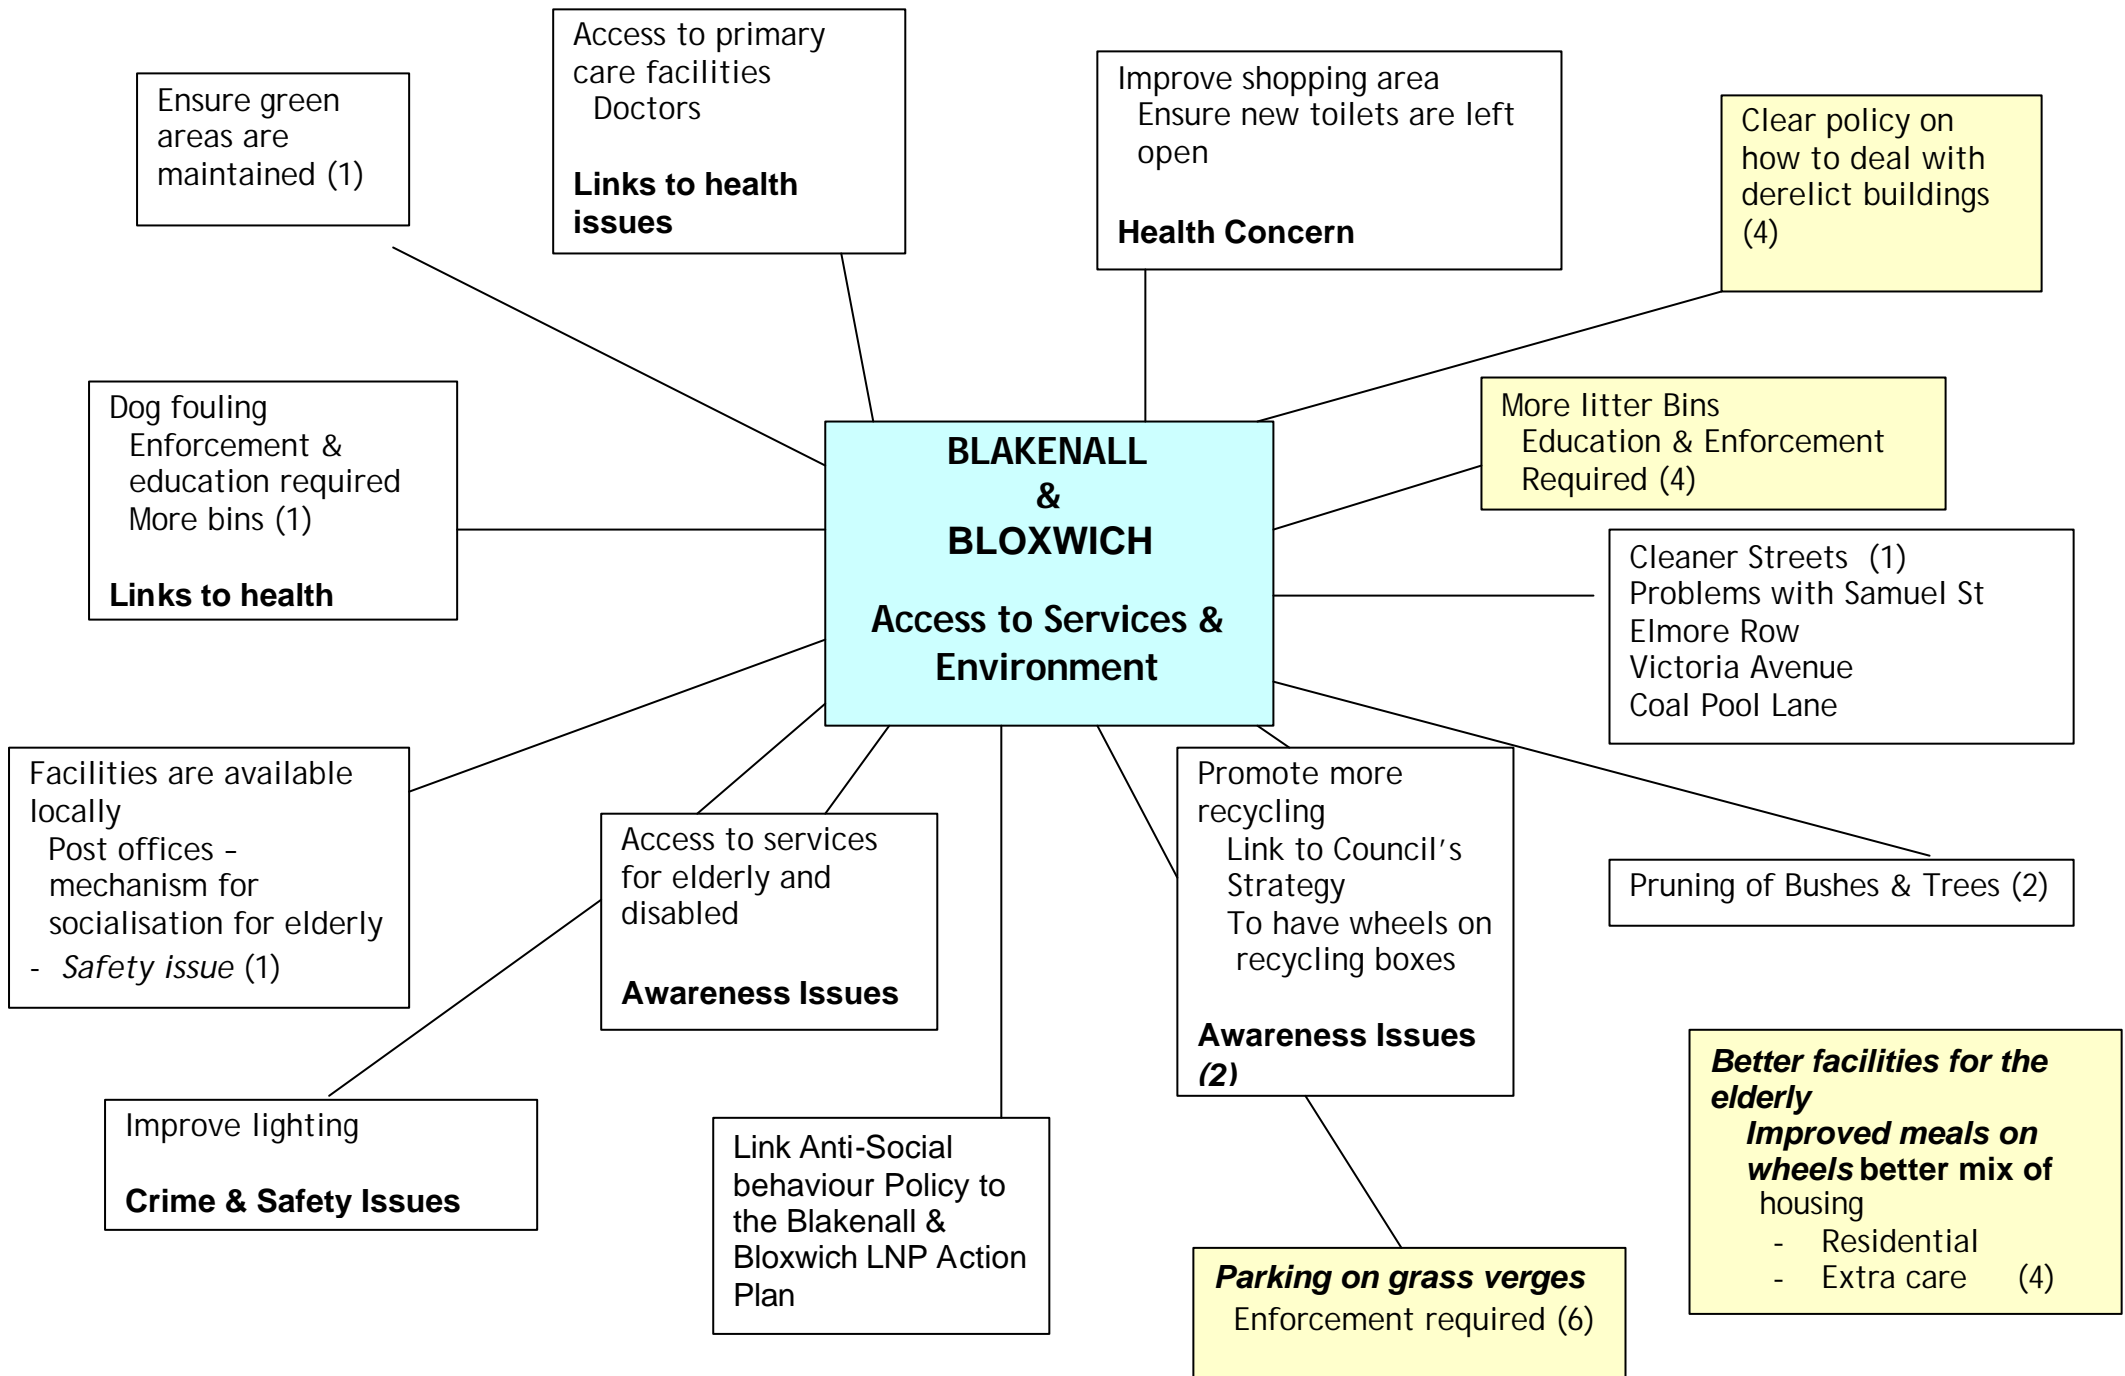 Access to primary
care facilities
Doctors
Links to health
issues
Improve shopping area
Ensure new toilets are left
open
Health Concern
Ensure green
areas are
maintained (1)
Clear policy on
how to deal with
derelict buildings
(4)
Dog fouling
Enforcement &
education required
More bins (1)
Links to health
BLAKENALL
&
BLOXWICH
Access to Services &
Environment
More litter Bins
Education & Enforcement
Required (4)
Cleaner Streets (1)
Problems with Samuel St
Elmore Row
Victoria Avenue
Coal Pool Lane
Facilities are available
locally
Post offices –
mechanism for
socialisation for elderly
- Safety issue (1)
Access to services
for elderly and
disabled
Awareness Issues
Promote more
recycling
Link to Council's
Strategy
To have wheels on
recycling boxes
Awareness Issues
(2)
Pruning of Bushes & Trees (2)
Improve lighting
Crime & Safety Issues
Link Anti-Social
behaviour Policy to
the Blakenall &
Bloxwich LNP Action
Plan
Parking on grass verges
Enforcement required (6)
Better facilities for the
elderly
Improved meals on
wheels better mix of
housing
- Residential
- Extra care (4)